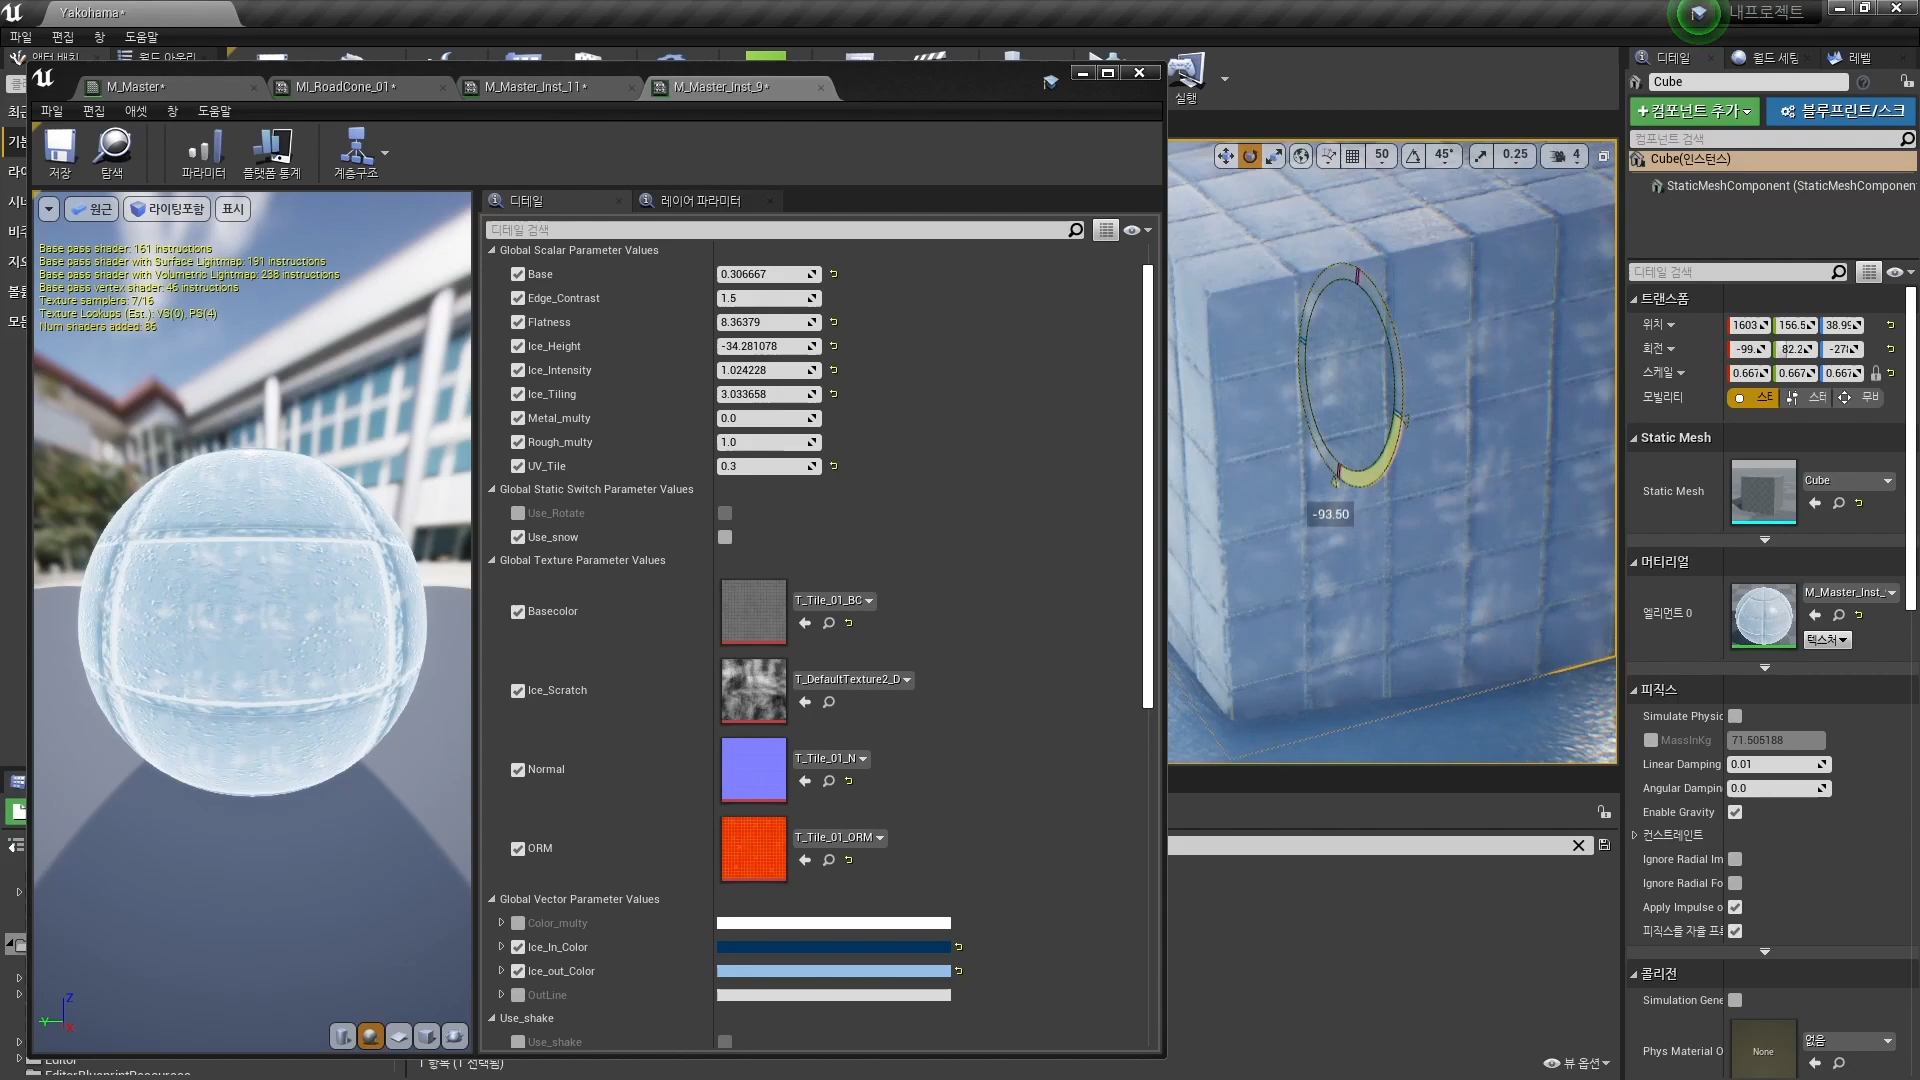 Yakohama*
내프로젝트
파일 편집 창 도움말
디테일 월드 세팅 레벨
M_Master*
MI_RoadCone_01*
M_Master_Inst_11*
M_Master_Inst_9*
실행
Cube
파일 편집 애셋 창 도움말
컴포넌트 추가
블루프린트/스크
컴포넌트 검색
Cube(인스턴스)
StaticMeshComponent (StaticMeshComponen
저장 탐색 파라미터 플랫폼 통계 계층구조
50 45° 0.25 4
디테일
레이어 파라미터
원근 라이팅포함 표시
디테일 검색
Base pass shader: 161 instructions
Base pass shader with Surface Lightmap: 191 instructions
Base pass shader with Volumetric Lightmap: 238 instructions
Base pass vertex shader: 46 instructions
Texture samplers: 7/16
Texture Lookups (Est.): VS(0), PS(4)
Num shaders added: 86
Global Scalar Parameter Values
Base 0.306667
Edge_Contrast 1.5
Flatness 8.36379
Ice_Height -34.281078
Ice_Intensity 1.024228
Ice_Tiling 3.033658
Metal_multy 0.0
Rough_multy 1.0
UV_Tile 0.3
Global Static Switch Parameter Values
Use_Rotate
Use_snow
Global Texture Parameter Values
Basecolor T_Tile_01_BC
Ice_Scratch T_DefaultTexture2_D
Normal T_Tile_01_N
ORM T_Tile_01_ORM
Global Vector Parameter Values
Color_multy
Ice_In_Color
Ice_out_Color
OutLine
Use_shake
Use_shake
Z
Y
X
-93.50
디테일 검색
트랜스폼
위치 1603 156.5 38.99
회전 -99. 82.2 -278
스케일 0.667 0.667 0.667
모빌리티 스터 무버
Static Mesh
Static Mesh Cube
머티리얼
엘리먼트 0 M_Master_Inst_
텍스처
피직스
Simulate Physic
MassInKg 71.505188
Linear Damping 0.01
Angular Dampin 0.0
Enable Gravity
컨스트레인트
Ignore Radial Im
Ignore Radial Fo
Apply Impulse o
피직스를 자율 프
콜리전
Simulation Gene
Phys Material O None 없음
뷰 옵션
EditorBlueprintResources